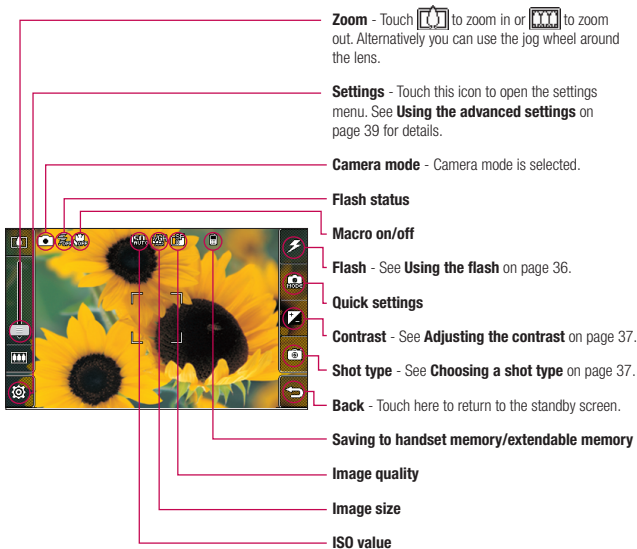 Zoom - Touch to zoom in or to zoom
out. Alternatively you can use the jog wheel around
the lens.
Settings - Touch this icon to open the settings
menu. See Using the advanced settings on
page 39 for details.
Camera mode - Camera mode is selected.
Flash status
Macro on/off
Flash - See Using the flash on page 36.
Quick settings
Contrast - See Adjusting the contrast on page 37.
Shot type - See Choosing a shot type on page 37.
Back - Touch here to return to the standby screen.
Saving to handset memory/extendable memory
Image quality
Image size
ISO value
OFF
OFF
ISO
AUTO
MODE